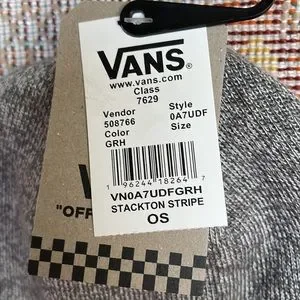 VANS®
www.vans.com
Class
7629
Vendor Style
508766 0A7UDF
Color Size
GRH
1 96244 18264 7
VN0A7UDFGRH
STACKTON STRIPE
OS
V
"OFF